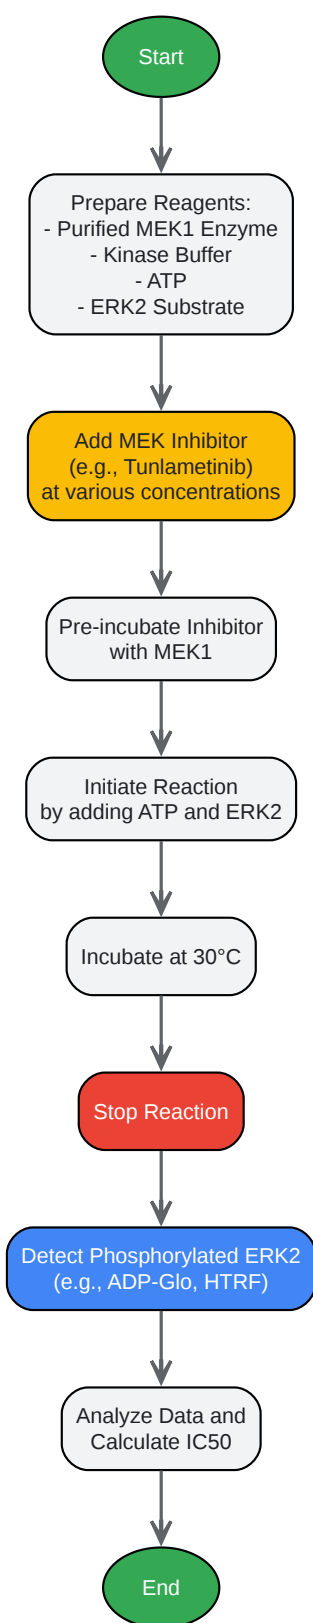 Start
Prepare Reagents:
- Purified MEK1 Enzyme
- Kinase Buffer
- ATP
- ERK2 Substrate
Add MEK Inhibitor
(e.g., Tunlametinib)
at various concentrations
Pre-incubate Inhibitor
with MEK1
Initiate Reaction
by adding ATP and ERK2
Incubate at 30°C
Stop Reaction
Detect Phosphorylated ERK2
(e.g., ADP-Glo, HTRF)
Analyze Data and
Calculate IC50
End